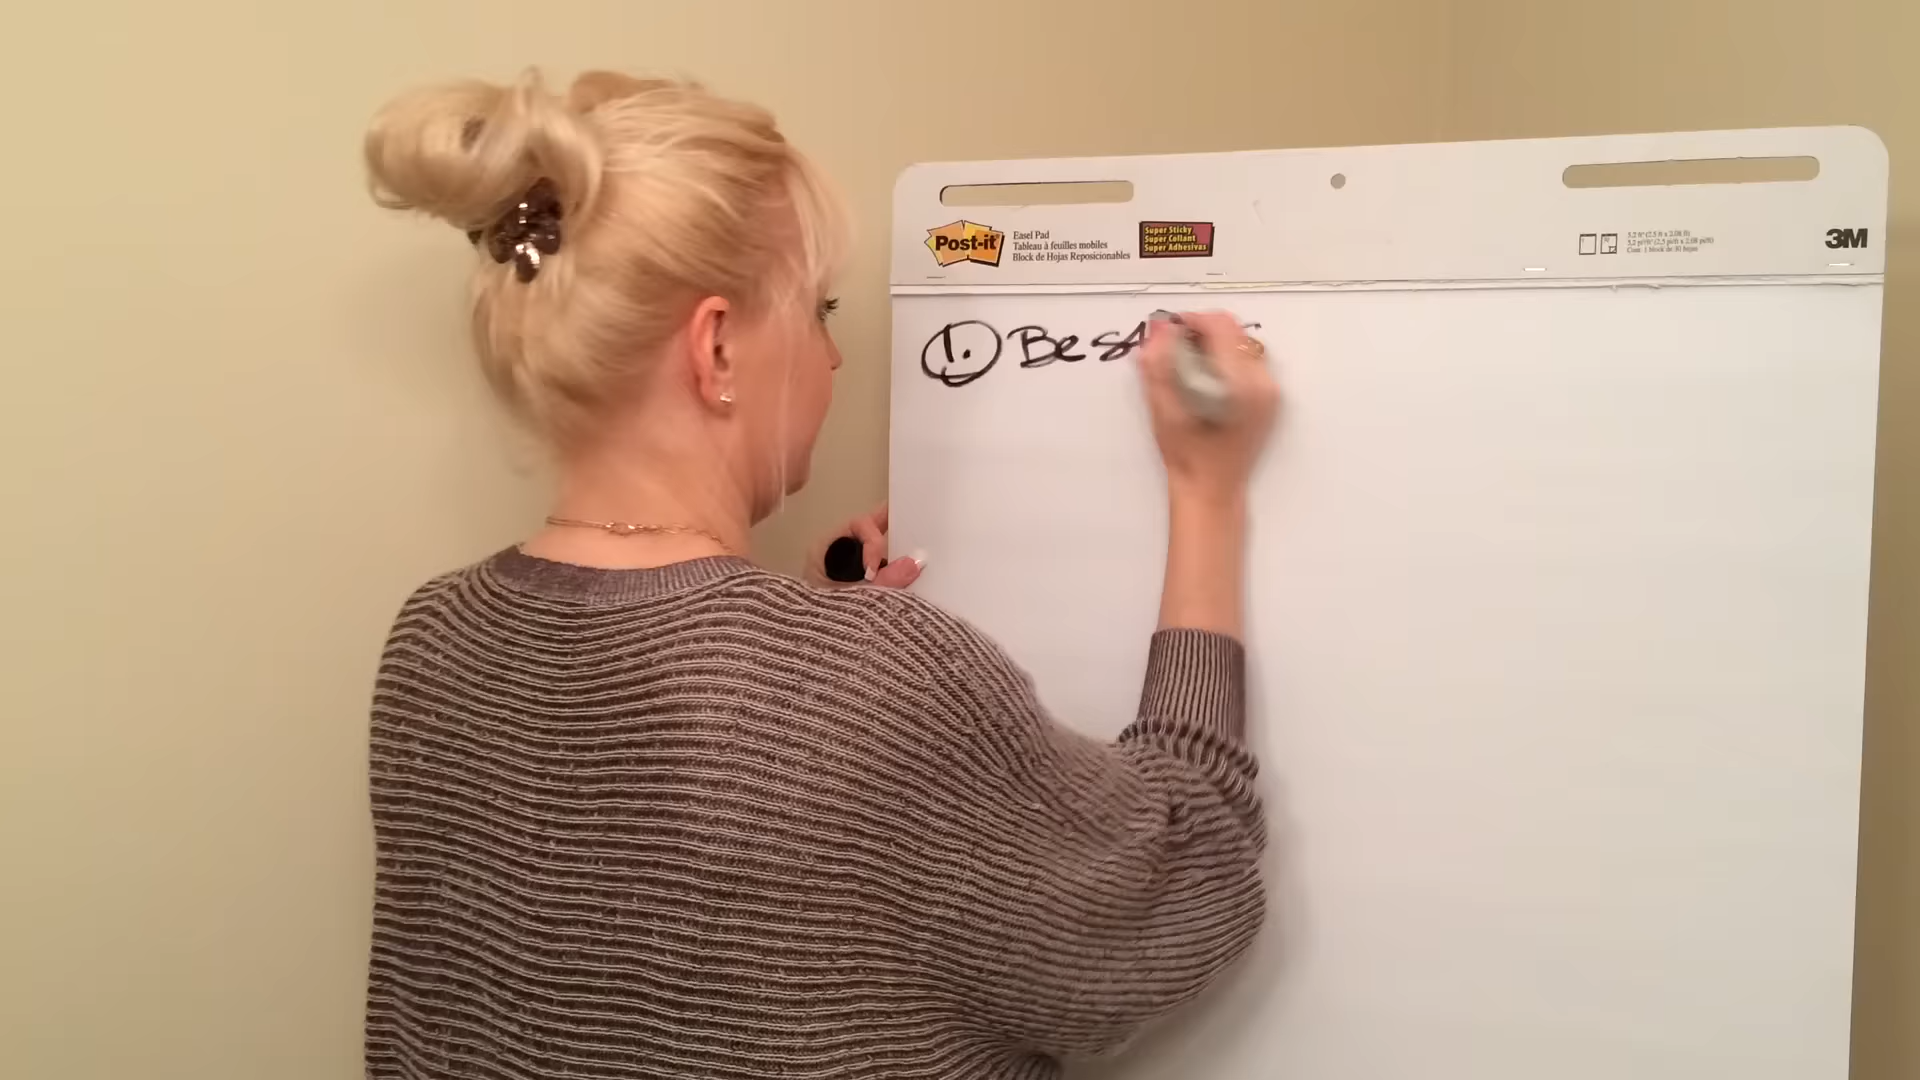 Post-it
Easel Pad
Tableau à feuilles mobiles
Block de Hojas Reposicionables
Super Sticky
Super Collant
Super Adhesivas
3M
1. Best